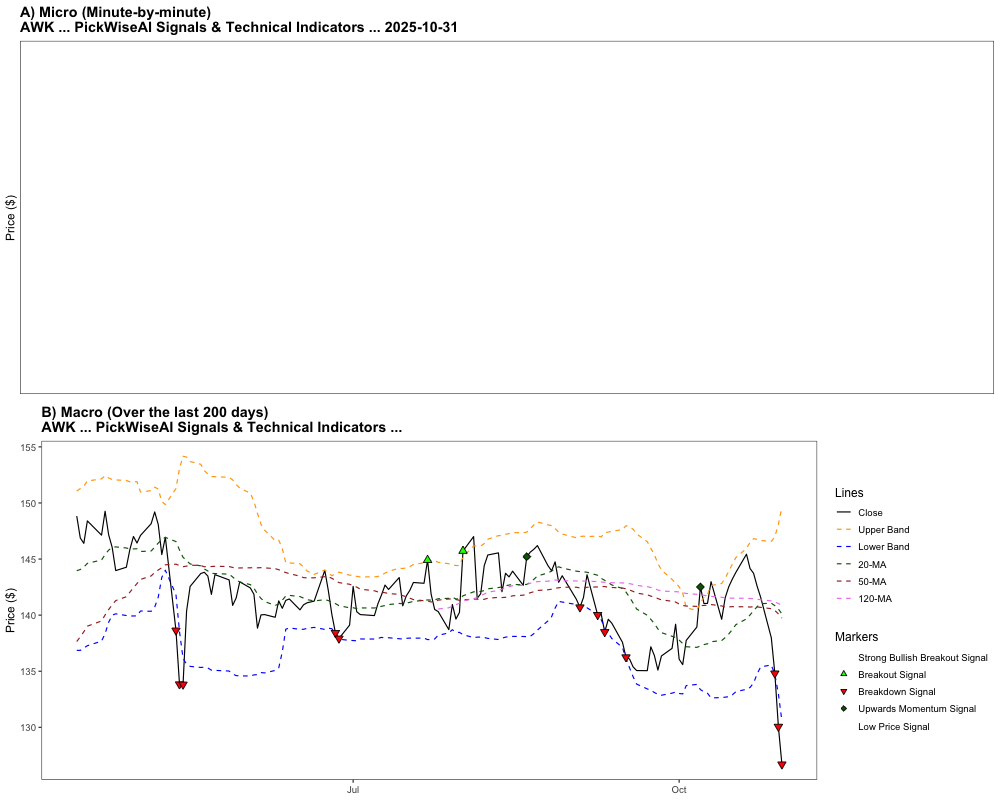 A) Micro (Minute-by-minute)
AWK ... PickWiseAI Signals & Technical Indicators ... 2025-10-31
Price ($)
B) Macro (Over the last 200 days)
AWK ... PickWiseAI Signals & Technical Indicators ...
155
150
145
140
135
130
Price ($)
Jul
Oct
Lines
Close
Upper Band
Lower Band
20-MA
50-MA
120-MA
Markers
Strong Bullish Breakout Signal
Breakout Signal
Breakdown Signal
Upwards Momentum Signal
Low Price Signal